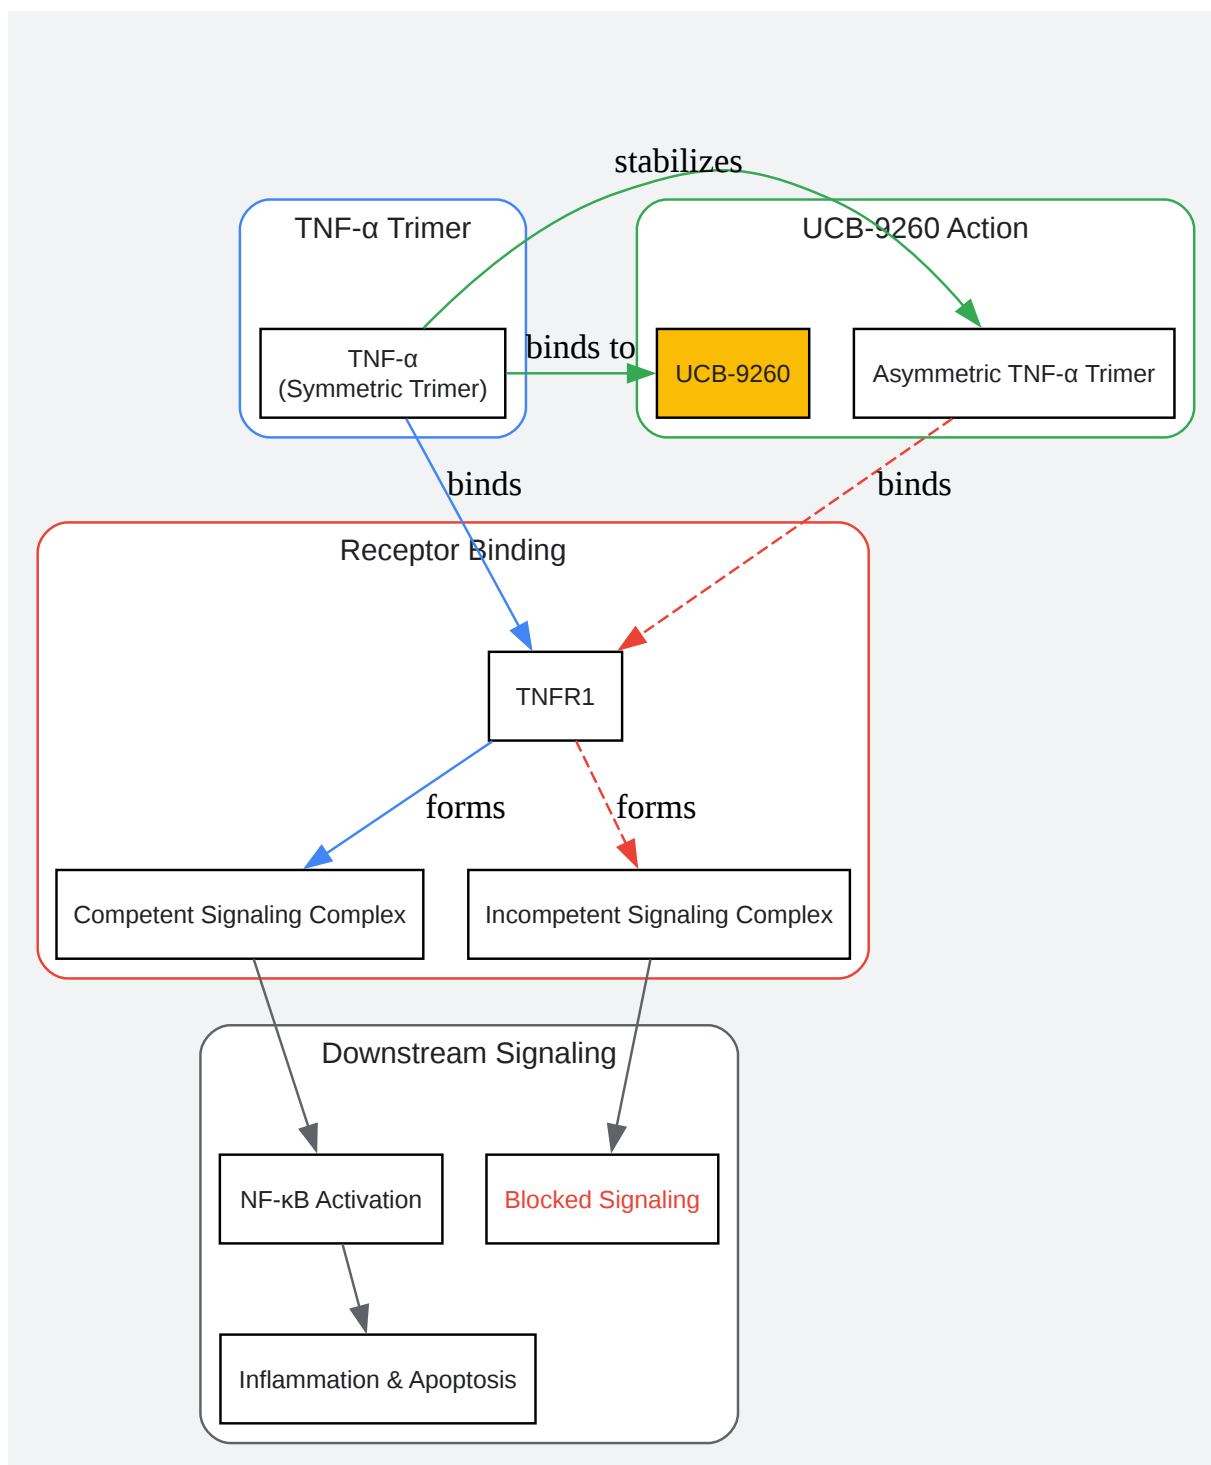 stabilizes
TNF-α Trimer
UCB-9260 Action
TNF-α
(Symmetric Trimer)
binds to
UCB-9260
Asymmetric TNF-α Trimer
binds
binds
Receptor Binding
TNFR1
forms
forms
Competent Signaling Complex
Incompetent Signaling Complex
Downstream Signaling
NF-κB Activation
Blocked Signaling
Inflammation & Apoptosis